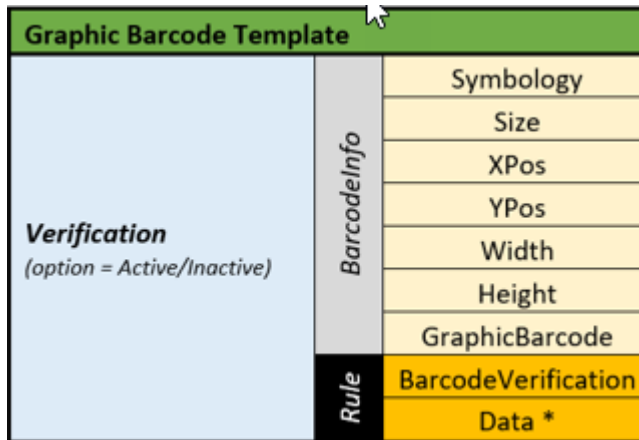 Graphic Barcode Template
Verification
(option = Active/Inactive)
BarcodeInfo
Symbology
Size
XPos
YPos
Width
Height
GraphicBarcode
Rule
BarcodeVerification
Data *